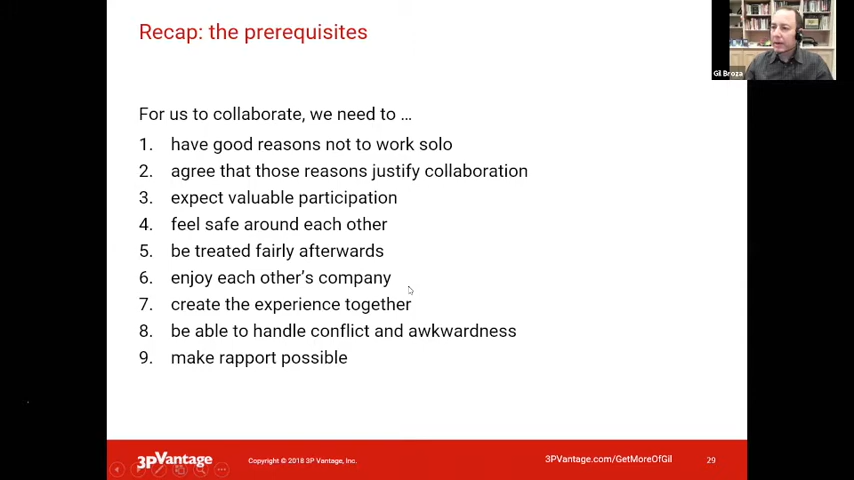 Recap: the prerequisites
Gil Broza
For us to collaborate, we need to …
1. have good reasons not to work solo
2. agree that those reasons justify collaboration
3. expect valuable participation
4. feel safe around each other
5. be treated fairly afterwards
6. enjoy each other's company
7. create the experience together
8. be able to handle conflict and awkwardness
9. make rapport possible
3PVantage
Copyright © 2018 3P Vantage, Inc.
3PVantage.com/GetMoreOfGil
29